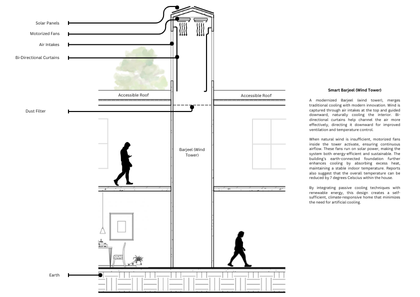 Solar Panels
Motorized Fans
Air Intakes
Bi-Directional Curtains
Accessible Roof
Accessible Roof
Dust Filter
Barjeel (Wind
Tower)
Earth
Smart Barjeel (Wind Tower)
A modernized Barjeel (wind tower), merges
traditional cooling with modern innovation. Wind is
captured through air intakes at the top and guided
downward, naturally cooling the interior. Bi-
directional curtains help channel the air more
effectively, directing it downward for improved
ventilation and temperature control.
When natural wind is insufficient, motorized fans
inside the tower activate, ensuring continuous
airflow. These fans run on solar power, making the
system both energy-efficient and sustainable. The
building's earth-connected foundation further
enhances cooling by absorbing excess heat,
maintaining a stable indoor temperature. Reports
also suggest that the overall temperature can be
reduced by 7 degrees Celsius within the house.
By integrating passive cooling techniques with
renewable energy, this design creates a self-
sufficient, climate-responsive home that minimizes
the need for artificial cooling.